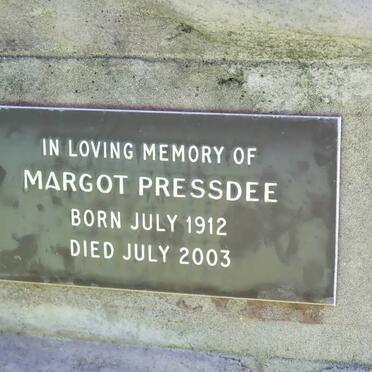 IN LOVING MEMORY OF
MARGOT PRESSDEE
BORN JULY 1912
DIED JULY 2003